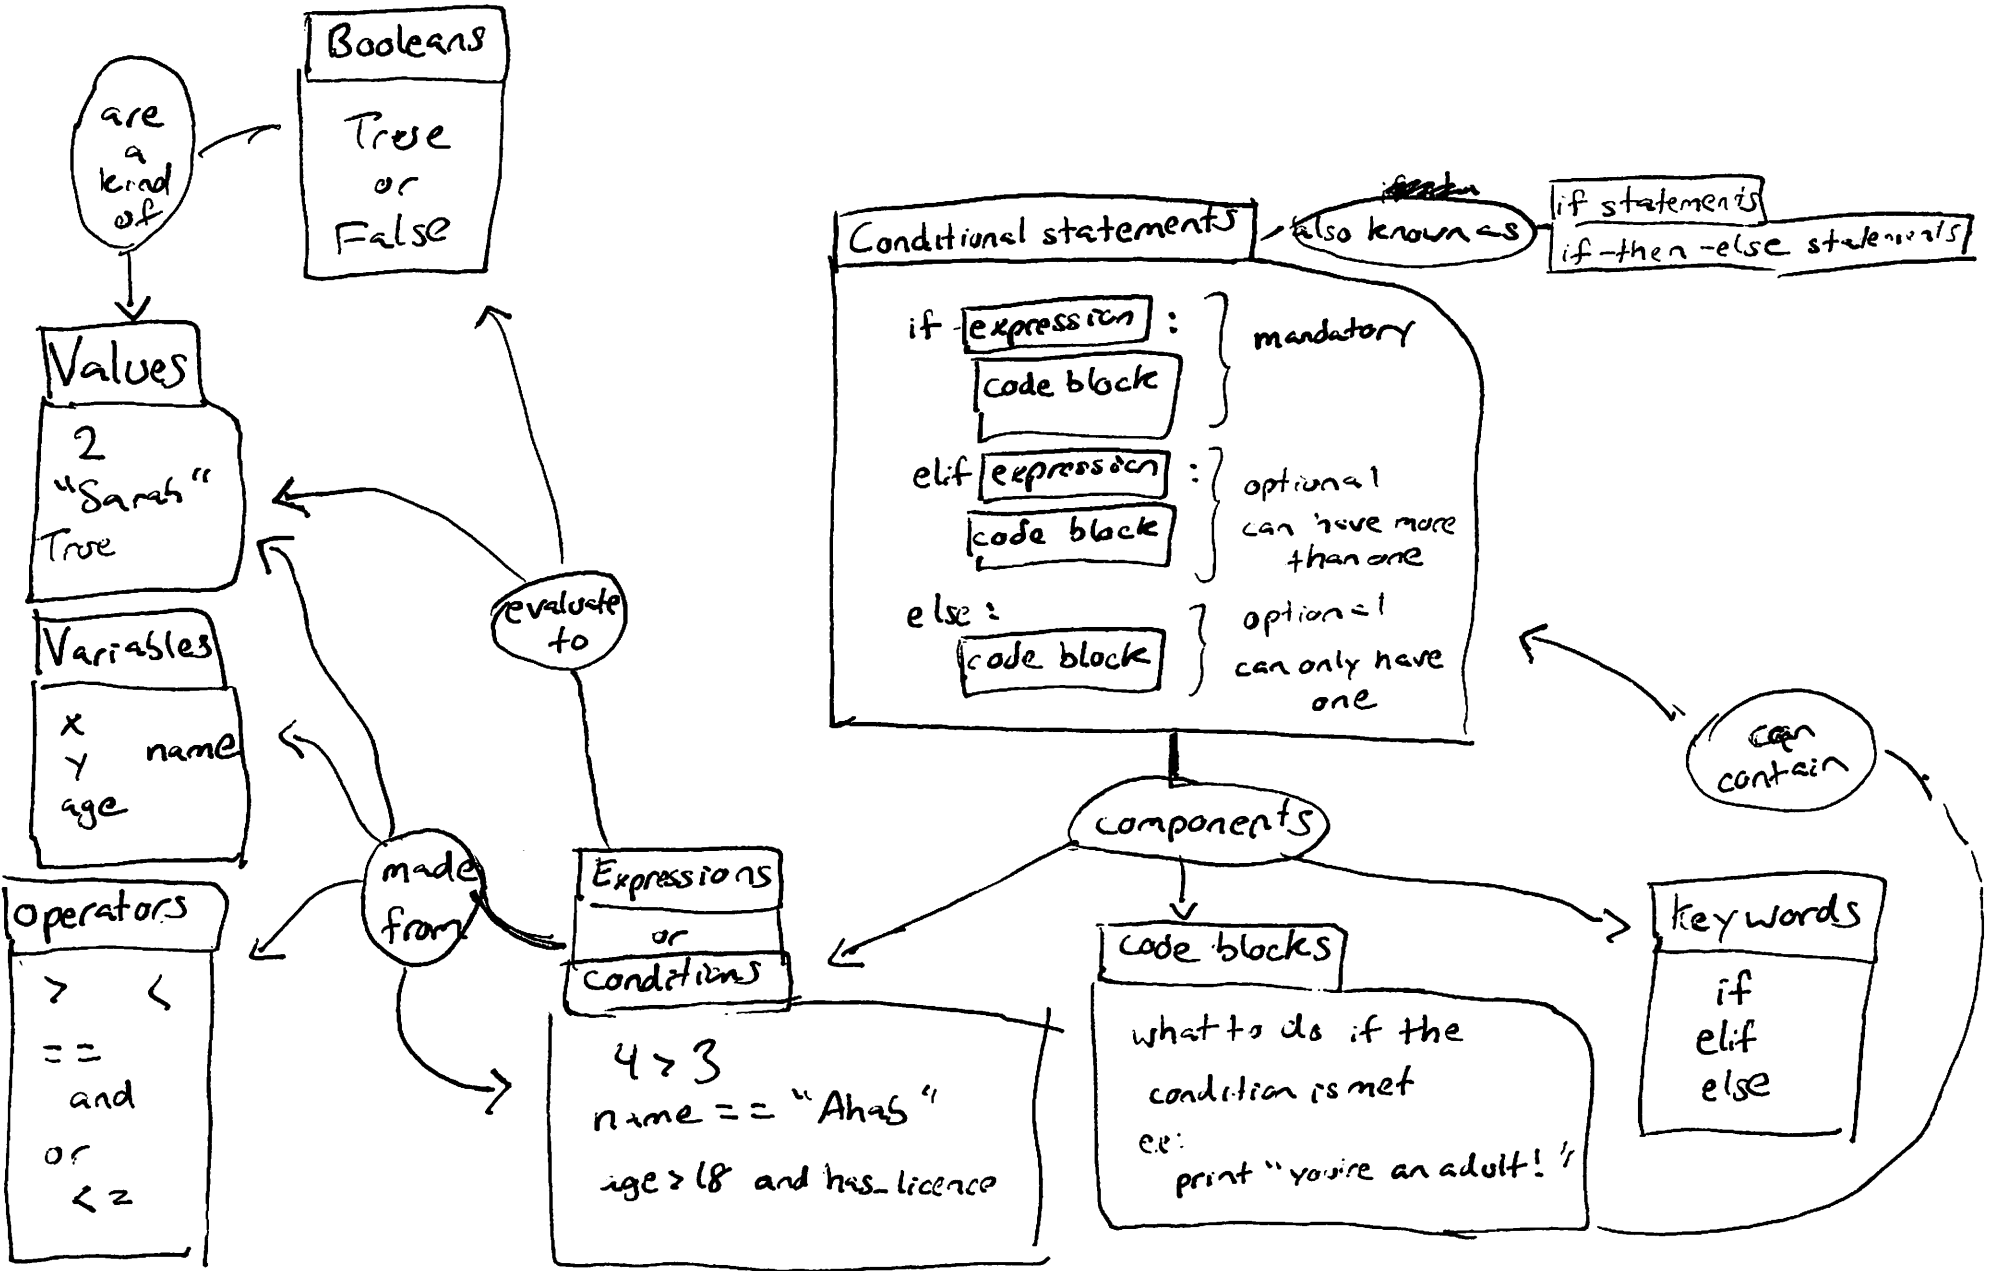 Booleans
True
or
False
are
a
kind
of
Values
2
"Sarah"
True
Variables
x
y name
age
operators
> <
==
and
or
<=
evaluate
to
made
from
Expressions
or
conditions
4>3
name == "Ahab"
age>18 and has_licence
Conditional statements
also known as
if statements
if-then-else statements
if expression :
code block
mandatory
elif expression :
code block
optional
can have more
than one
else :
code block
optional
can only have
one
components
code blocks
what to do if the
condition is met
print "you're an adult!"
keywords
if
elif
else
can
contain